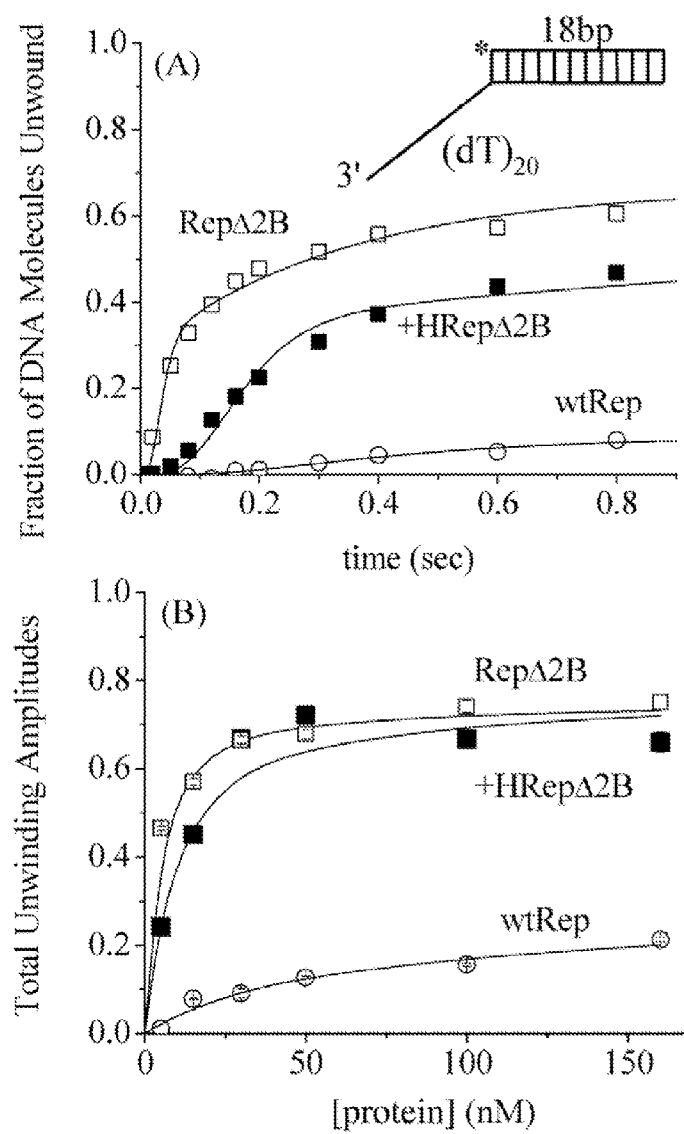 Fraction of DNA Molecules Unwound
1.0
0.8
0.6
0.4
0.2
0.0
(A)
*
18bp
3'
(dT)20
RepΔ2B
+HRepΔ2B
wtRep
0.0 0.2 0.4 0.6 0.8
time (sec)
Total Unwinding Amplitudes
1.0
0.8
0.6
0.4
0.2
0.0
(B)
RepΔ2B
+HRepΔ2B
wtRep
0 50 100 150
[protein] (nM)